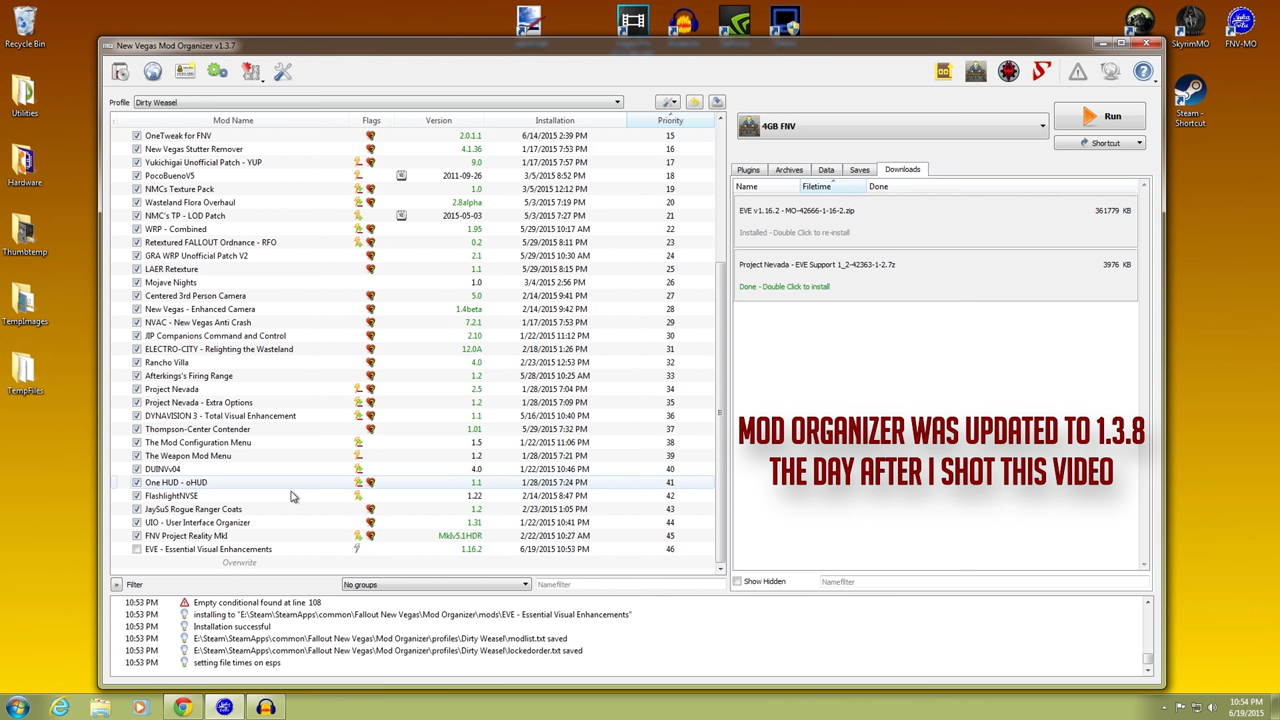 Recycle Bin
Utilities
Hardware
Thumbtemp
TempImages
TempFiles
SkyrimMO
FNV-MO
Steam - Shortcut
New Vegas Mod Organizer v1.3.7
Profile Dirty Weasel
Mod Name Flags Version Installation Priority
OneTweak for FNV 2.0.1.1 6/14/2015 2:39 PM 15
New Vegas Stutter Remover 4.1.36 1/17/2015 7:53 PM 16
Yukichigai Unofficial Patch - YUP 9.0 1/17/2015 7:57 PM 17
PocoBuenoV5 2011-09-26 3/5/2015 8:52 PM 18
NMCs Texture Pack 1.0 3/5/2015 12:12 PM 19
Wasteland Flora Overhaul 2.8alpha 5/3/2015 7:19 PM 20
NMC's TP - LOD Patch 2015-05-03 5/3/2015 7:20 PM 21
WRP - Combined 1.95 5/29/2015 10:17 AM 22
Retextured FALLOUT Ordnance - RFO 0.2 5/29/2015 10:24 AM 23
GRA WRP Unofficial Patch V2 2.1 5/29/2015 10:30 AM 24
LAER Retexture 1.1 5/29/2015 8:15 PM 25
Mojave Nights 1.0 3/4/2015 2:56 PM 26
Centered 3rd Person Camera 5.0 2/14/2015 9:41 PM 27
New Vegas - Enhanced Camera 1.4beta 2/14/2015 9:42 PM 28
NVAC - New Vegas Anti Crash 7.2.1 1/17/2015 7:53 PM 29
JIP Companions Command and Control 2.10 1/22/2015 11:12 PM 30
ELECTRO-CITY - Relighting the Wasteland 12.0A 2/18/2015 1:26 PM 31
Rancho Villa 4.0 2/23/2015 12:53 PM 32
Afterkings's Firing Range 1.2 5/28/2015 10:25 AM 33
Project Nevada 2.5 1/28/2015 7:04 PM 34
Project Nevada - Extra Options 1.2 5/28/2015 10:41 PM 35
DYNAVISION 3 - Total Visual Enhancement 1.1 5/16/2015 10:40 PM 36
Thompson-Center Contender 1.01 5/29/2015 7:32 PM 37
The Mod Configuration Menu 1.5 1/22/2015 11:06 PM 38
The Weapon Mod Menu 1.2 1/28/2015 7:21 PM 39
DUINVv04 4.0 1/22/2015 10:46 PM 40
One HUD - oHUD 1.1 1/28/2015 7:24 PM 41
FlashlightNVSE 1.22 2/14/2015 8:47 PM 42
JaySuS Rogue Ranger Coats 1.2 2/23/2015 1:05 PM 43
UIO - User Interface Organizer 1.31 1/22/2015 10:41 PM 44
FNV Project Reality MkI MkIv5.1HDR 2/22/2015 10:27 AM 45
EVE - Essential Visual Enhancements 1.16.2 6/19/2015 10:53 PM 46
Overwrite
» Filter No groups Namefilter
4GB FNV
Run
Shortcut
Plugins Archives Data Saves Downloads
Name Filetime Done
EVE v1.16.2 - MO-42666-1-16-2.zip 361779 KB
Installed - Double Click to re-install
Project Nevada - EVE Support 1_2-42363-1-2.7z 3976 KB
Done - Double Click to install
MOD ORGANIZER WAS UPDATED TO 1.3.8
THE DAY AFTER I SHOT THIS VIDEO
Show Hidden Namefilter
10:53 PM Empty conditional found at line 108
10:53 PM installing to "E:\Steam\SteamApps\common\Fallout New Vegas\Mod Organizer\mods\EVE - Essential Visual Enhancements"
10:53 PM Installation successful
10:53 PM E:\Steam\SteamApps\common\Fallout New Vegas\Mod Organizer\profiles\Dirty Weasel\modlist.txt saved
10:53 PM E:\Steam\SteamApps\common\Fallout New Vegas\Mod Organizer\profiles\Dirty Weasel\lockedorder.txt saved
10:53 PM setting file times on esps
10:54 PM
6/19/2015